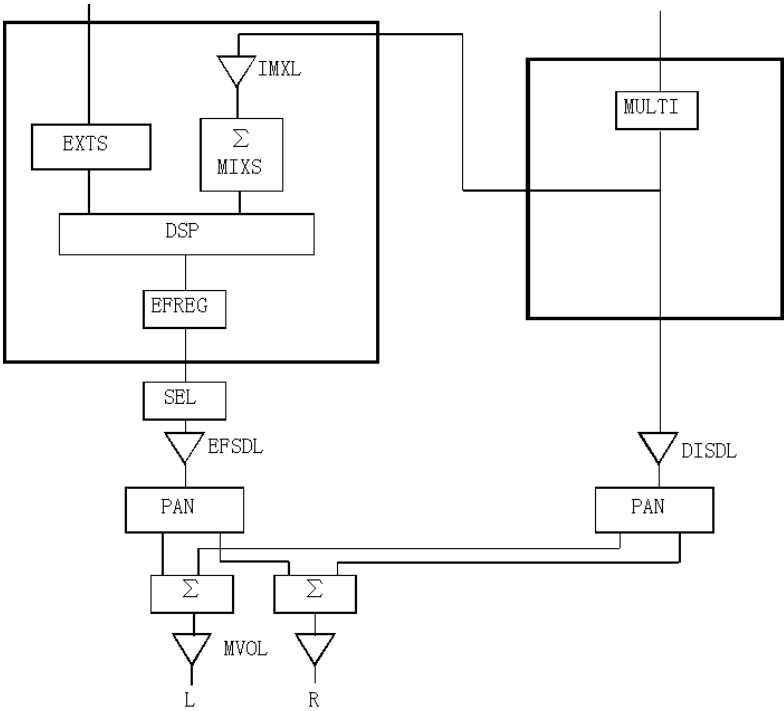 IMXL
MULTI
EXTS
Σ
MIXS
DSP
EFREG
SEL
EFSDL
DISDL
PAN
PAN
Σ
Σ
MVOL
L
R